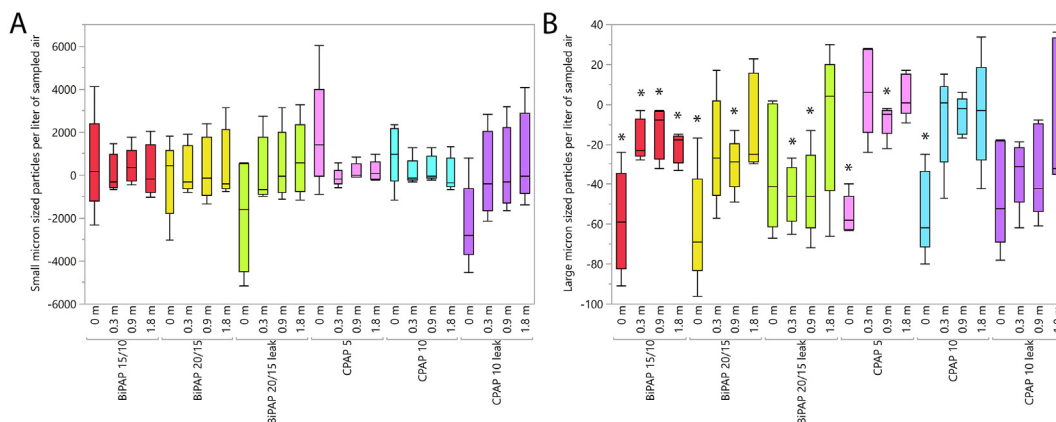 A
Small micron sized particles per liter of sampled air
6000
4000
2000
0
-2000
-4000
-6000
0 m
0.3 m
0.9 m
1.8 m
0 m
0.3 m
0.9 m
1.8 m
0 m
0.3 m
0.9 m
1.8 m
0 m
0.3 m
0.9 m
1.8 m
0 m
0.3 m
0.9 m
1.8 m
0 m
0.3 m
0.9 m
1.8 m
BiPAP 15/10
BiPAP 20/15
BiPAP 20/15 leak
CPAP 5
CPAP 10
CPAP 10 leak
B
Large micron sized particles per liter of sampled air
40
20
0
-20
-40
-60
-80
-100
* * * * * * * * * * *
0 m
0.3 m
0.9 m
1.8 m
0 m
0.3 m
0.9 m
1.8 m
0 m
0.3 m
0.9 m
1.8 m
0 m
0.3 m
0.9 m
1.8 m
0 m
0.3 m
0.9 m
1.8 m
0 m
0.3 m
0.9 m
BiPAP 15/10
BiPAP 20/15
BiPAP 20/15 leak
CPAP 5
CPAP 10
CPAP 10 leak